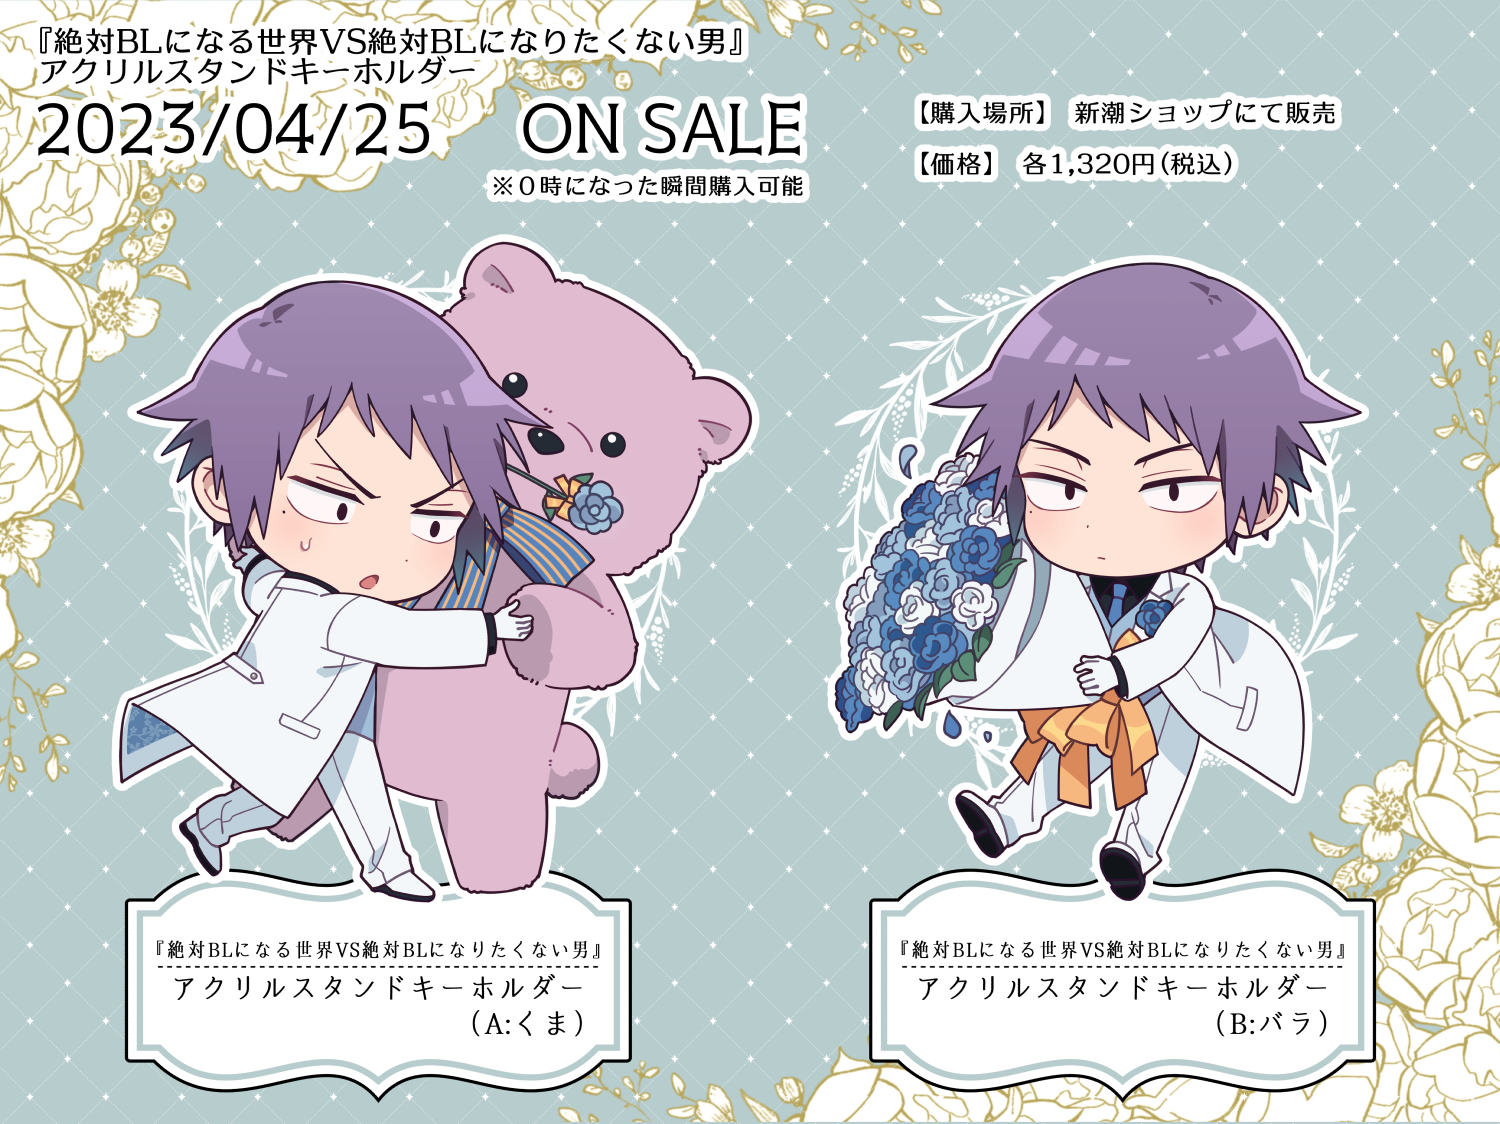 『絶対BLになる世界VS絶対BLになりたくない男』
アクリルスタンドキーホルダー
2023/04/25 ON SALE
※0時になった瞬間購入可能
【購入場所】 新潮ショップにて販売
【価格】 各1,320円(税込)
『絶対BLになる世界VS絶対BLになりたくない男』
アクリルスタンドキーホルダー
(A:くま)
『絶対BLになる世界VS絶対BLになりたくない男』
アクリルスタンドキーホルダー
(B:バラ)